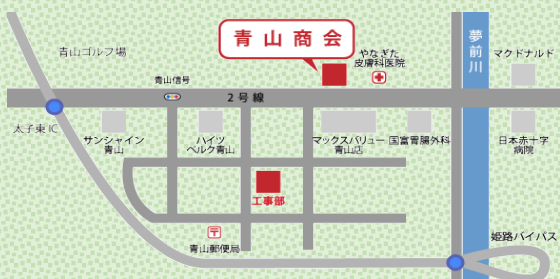 青山商会
夢前川
青山ゴルフ場
やなぎた
皮膚科医院
マクドナルド
青山信号
2号線
太子東IC
サンシャイン
青山
ハイツ
ベルク青山
マックスバリュー
青山店
国富胃腸外科
日本赤十字
病院
工事部
青山郵便局
姫路バイパス